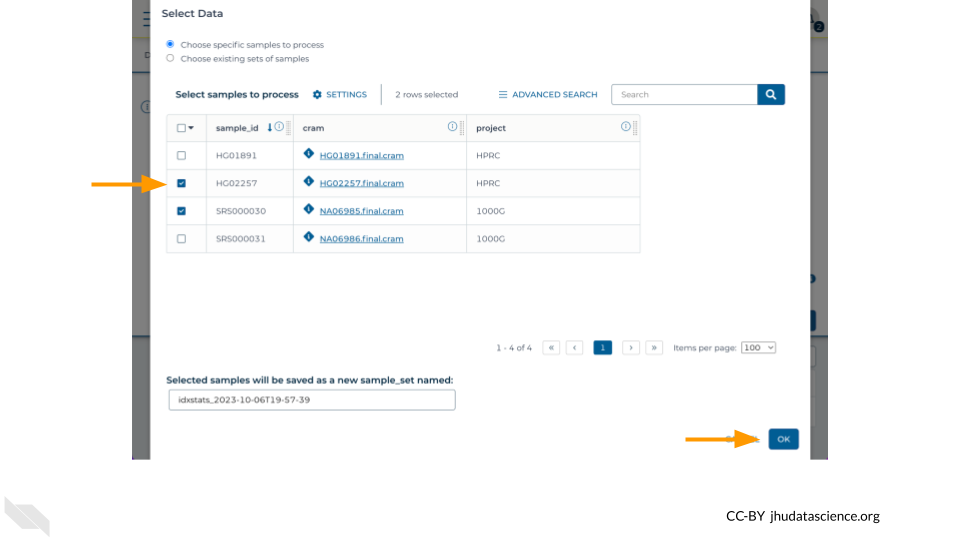 Select Data
Choose specific samples to process
Choose existing sets of samples
Select samples to process SETTINGS 2 rows selected ADVANCED SEARCH Search
sample_id cram project
HG01891 HG01891.final.cram HPRC
HG02257 HG02257.final.cram HPRC
SRS000030 NA06985.final.cram 1000G
SRS000031 NA06986.final.cram 1000G
1 - 4 of 4 « ‹ 1 › » Items per page: 100
Selected samples will be saved as a new sample_set named:
idxstats_2023-10-06T19-57-39
OK
CC-BY jhudatascience.org